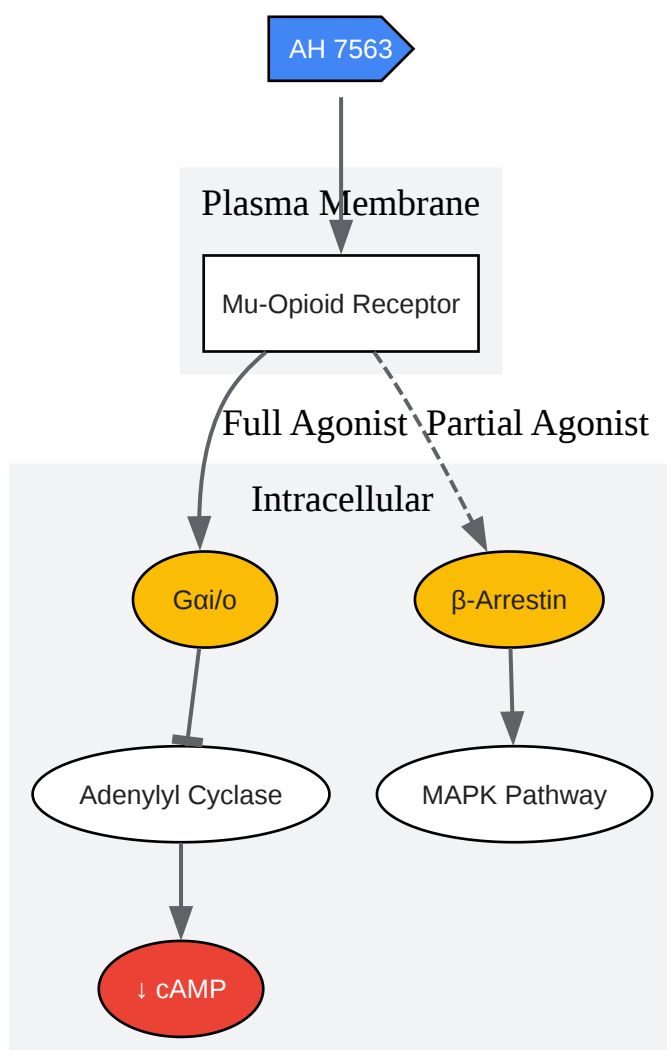 AH 7563
Plasma Membrane
Mu-Opioid Receptor
Full Agonist
Partial Agonist
Intracellular
Gαi/o
β-Arrestin
Adenylyl Cyclase
MAPK Pathway
↓ cAMP